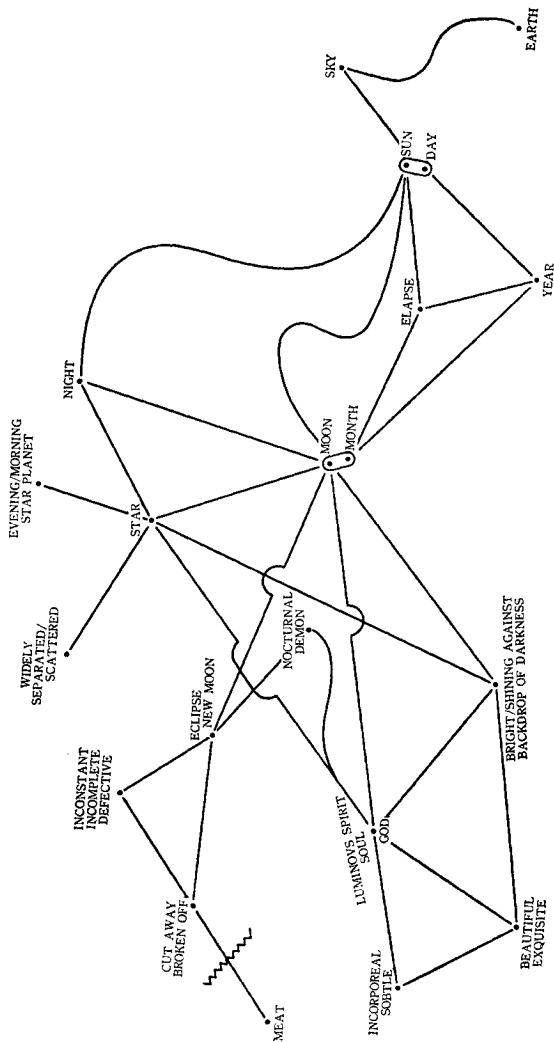 EVENING/MORNING
STAR PLANET
WIDELY
SEPARATED/
SCATTERED
NIGHT
INCONSTANT
INCOMPLETE
DEFECTIVE
STAR
CUT AWAY
BROKEN OFF
ECLIPSE
NEW MOON
MEAT
NOCTURNAL
DEMON
MOON
MONTH
SKY
LUMINOVS SPIRIT
SOUL
GOD
INCORPOREAL
SOBTLE
ELAPSE
SUN
DAY
BRIGHT/SHINING AGAINST
BACKDROP OF DARKNESS
BEAUTIFUL
EXQUISITE
EARTH
YEAR